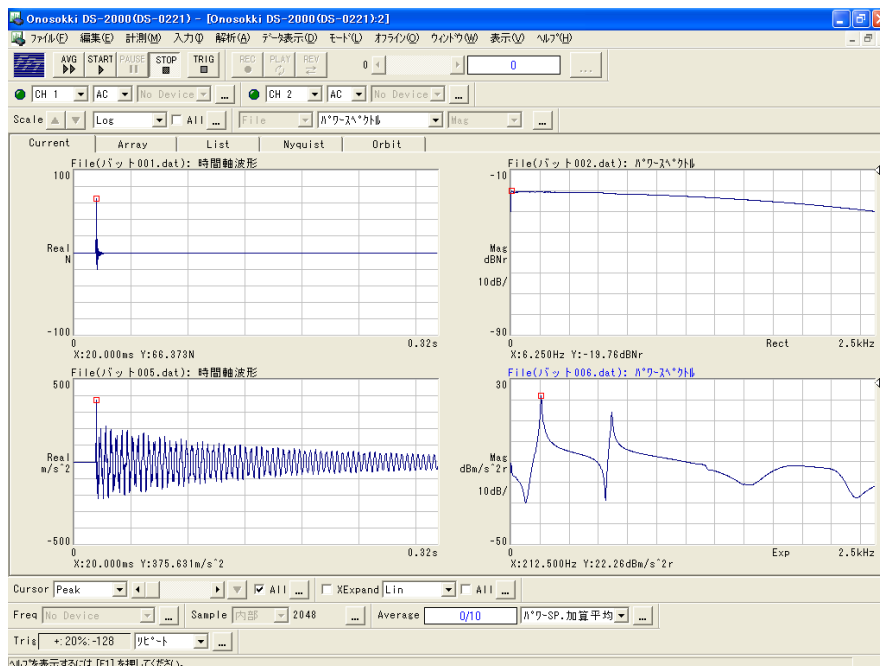 Onosokki DS-2000(DS-0221) - [Onosokki DS-2000(DS-0221):2]
ファイル(F) 編集(E) 計測(M) 入力(I) 解析(A) データ表示(D) モード(L) オフライン(O) ウィンドウ(W) 表示(V) ヘルプ(H)
AVG START PAUSE STOP TRIG REC PLAY REV 0 0 ...
CH 1 AC No Device ... CH 2 AC No Device ...
Scale Log All ... File パワースペクトル Mag ...
Current Array List Nyquist Orbit
File(バット001.dat): 時間軸波形
100
Real
N
-100
0 0.32s
X:20.000ms Y:66.373N
File(バット002.dat): パワースペクトル
-10
Mag
dBNr
10dB/
-90
0 Rect 2.5kHz
X:6.250Hz Y:-19.76dBNr
File(バット005.dat): 時間軸波形
500
Real
m/s^2
-500
0 0.32s
X:20.000ms Y:375.631m/s^2
File(バット006.dat): パワースペクトル
30
Mag
dBm/s^2r
10dB/
-50
0 Exp 2.5kHz
X:212.500Hz Y:22.26dBm/s^2r
Cursor Peak All ... XExpand Lin All ...
Freq No Device ... Sample 内部 2048 ... Average 0/10 パワーSP.加算平均 ...
Trig +:20%:-128 リピート ...
ヘルプを表示するには [F1] を押してください。